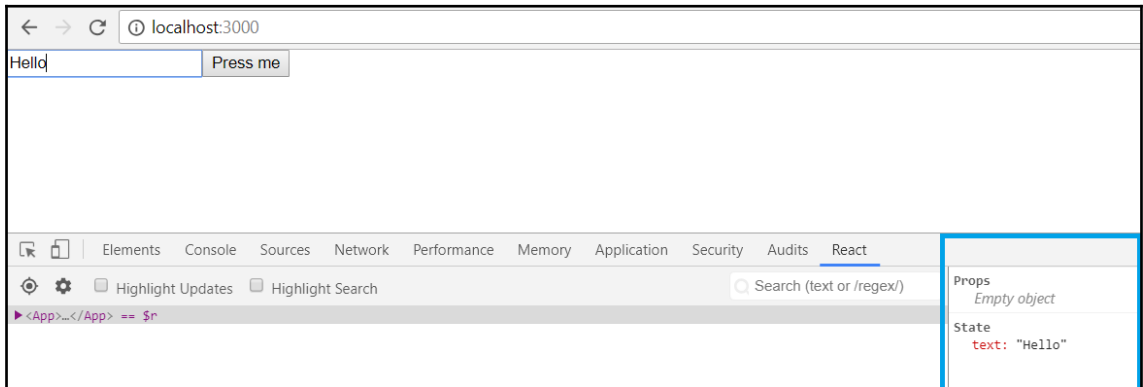 localhost:3000
Hello Press me
Elements Console Sources Network Performance Memory Application Security Audits React
Highlight Updates Highlight Search Search (text or /regex/)
<App>…</App> == $r
Props
Empty object
State
text: "Hello"